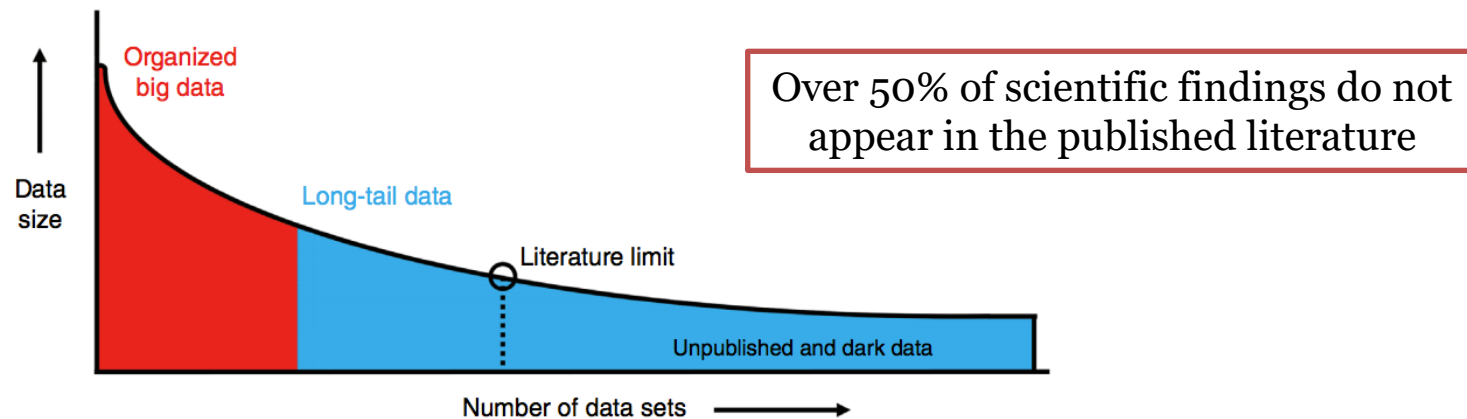 Organized
big data
Over 50% of scientific findings do not
appear in the published literature
Data
size
Long-tail data
Literature limit
Unpublished and dark data
Number of data sets